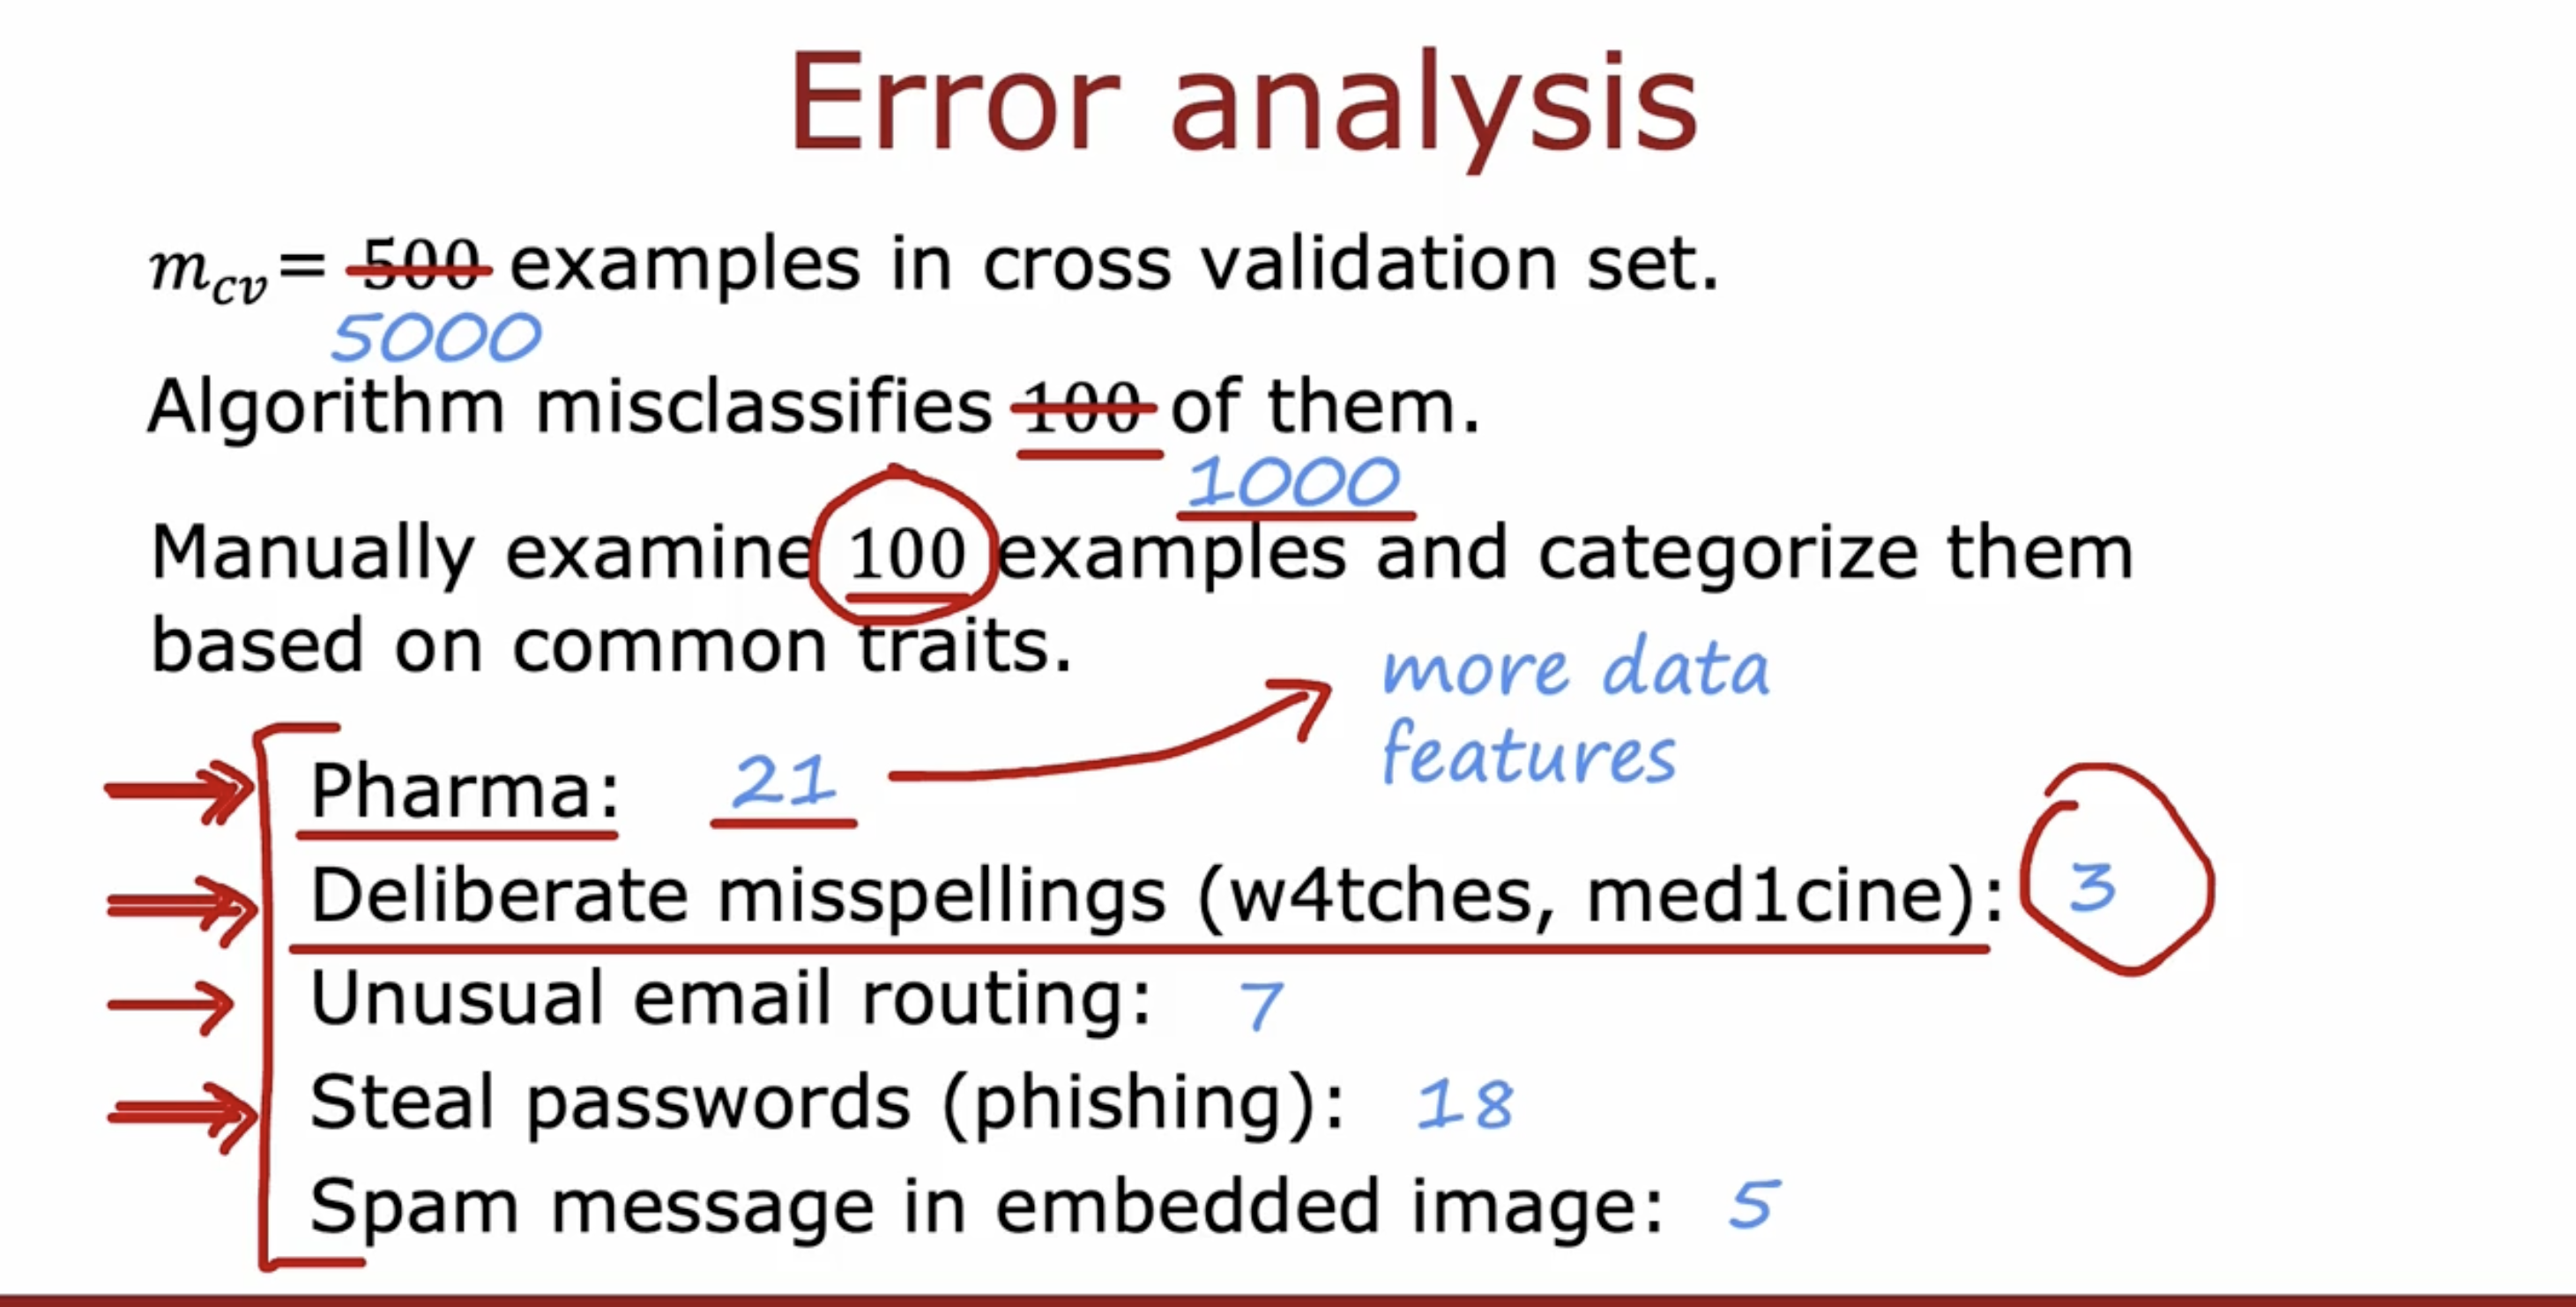 Error analysis
m_cv = 500 examples in cross validation set.
5000
Algorithm misclassifies 100 of them.
1000
Manually examine 100 examples and categorize them
based on common traits.
more data
features
Pharma: 21
Deliberate misspellings (w4tches, med1cine): 3
Unusual email routing: 7
Steal passwords (phishing): 18
Spam message in embedded image: 5